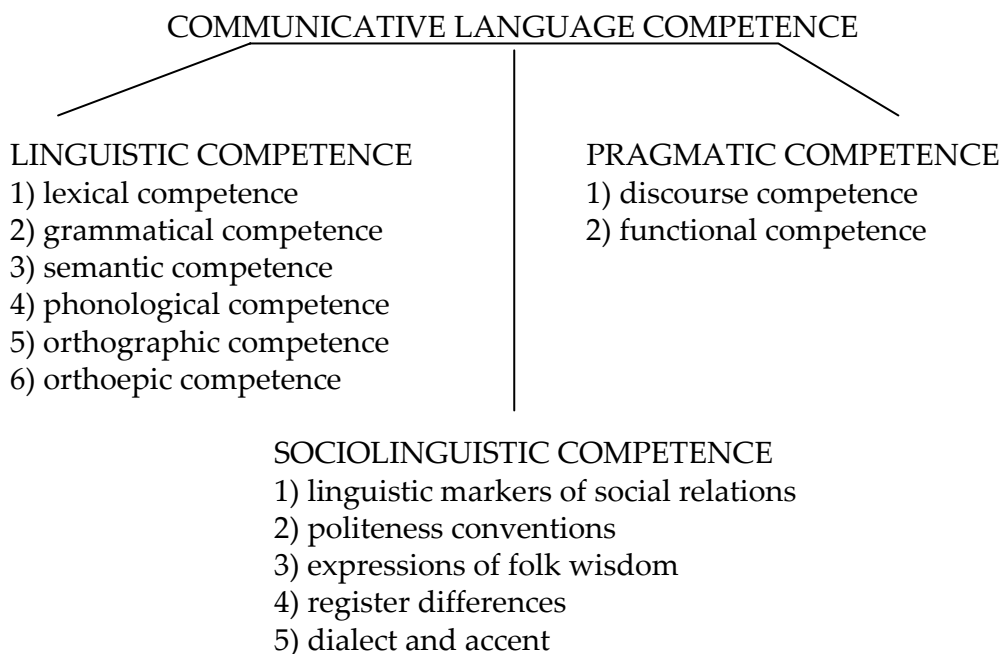 COMMUNICATIVE LANGUAGE COMPETENCE
LINGUISTIC COMPETENCE
1) lexical competence
2) grammatical competence
3) semantic competence
4) phonological competence
5) orthographic competence
6) orthoepic competence
PRAGMATIC COMPETENCE
1) discourse competence
2) functional competence
SOCIOLINGUISTIC COMPETENCE
1) linguistic markers of social relations
2) politeness conventions
3) expressions of folk wisdom
4) register differences
5) dialect and accent